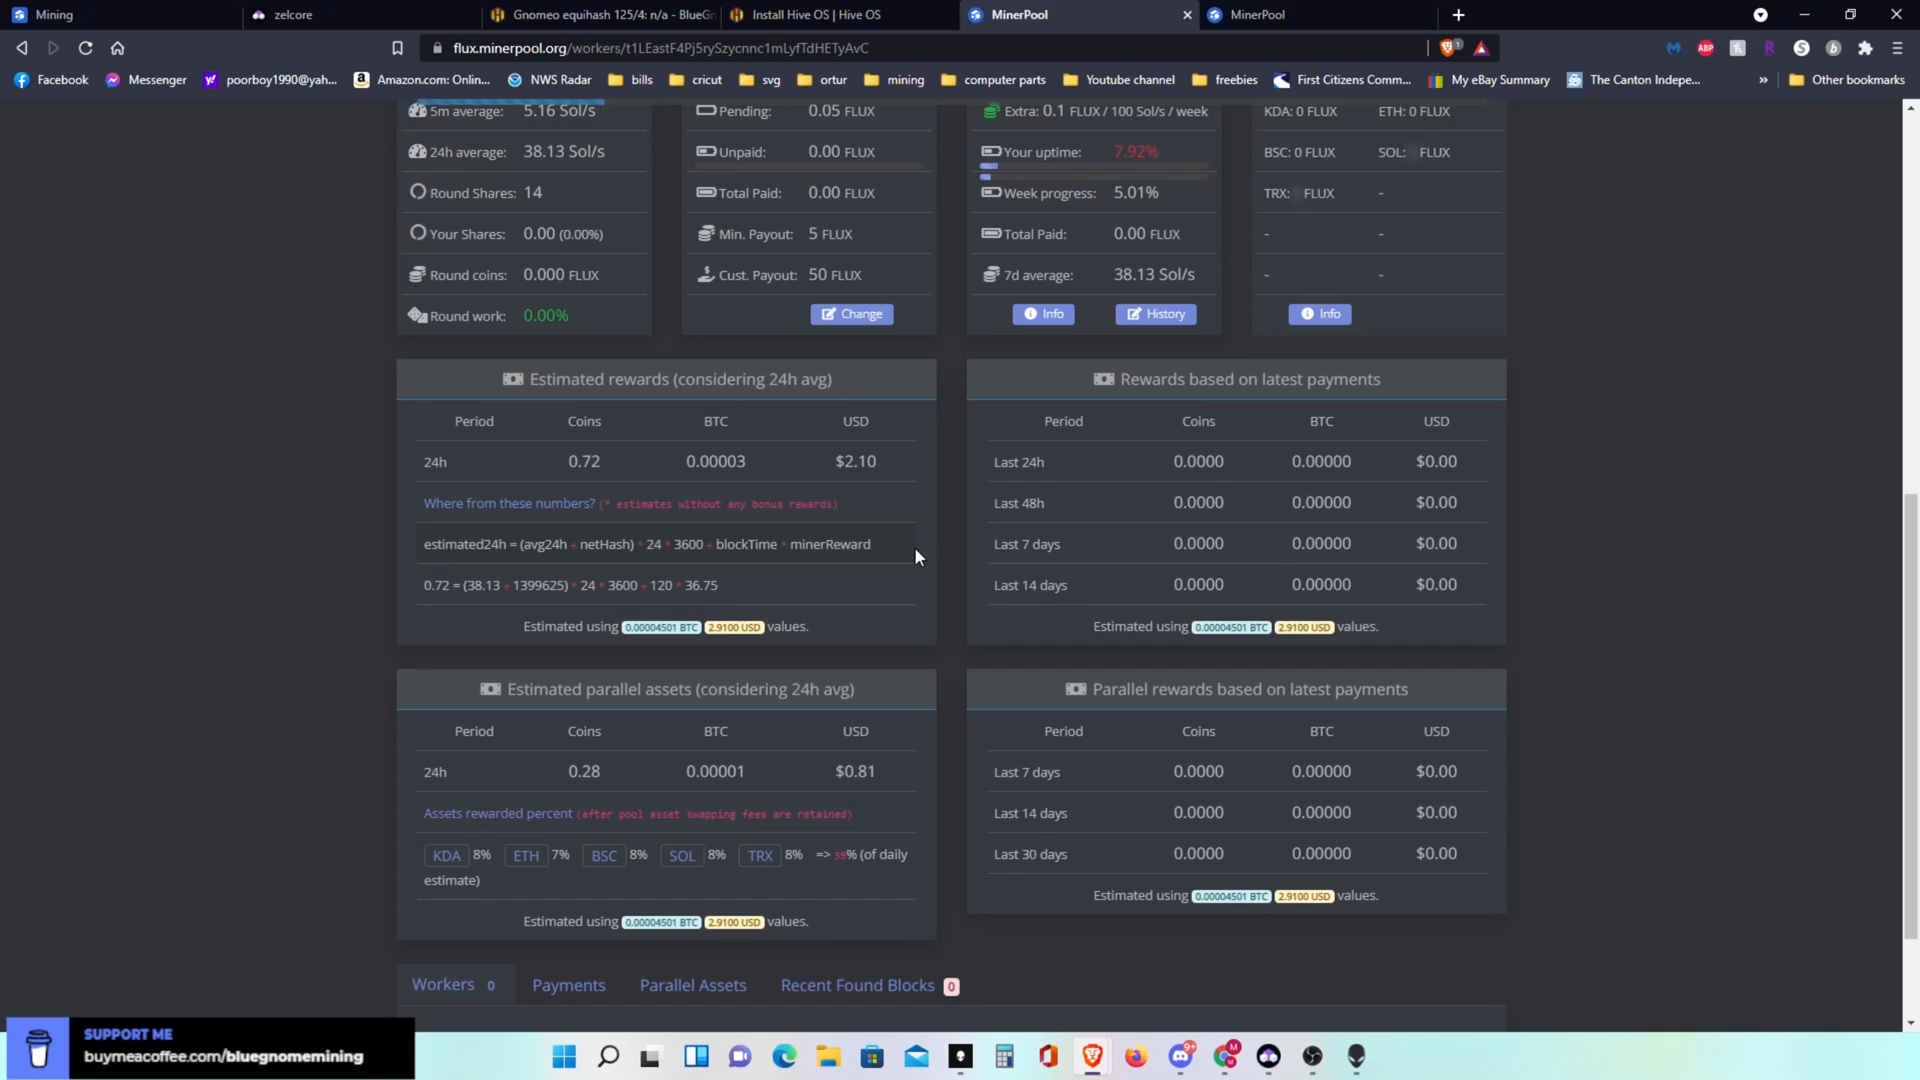 Mining
zelcore
Gnomeo equihash 125/4: n/a - BlueGn
Install Hive OS | Hive OS
MinerPool
MinerPool
flux.minerpool.org/workers/t1LEastF4Pj5rySzycnnc1mLyfTdHETyAvC
Facebook
Messenger
poorboy1990@yah...
Amazon.com: Onlin...
NWS Radar
bills
cricut
svg
ortur
mining
computer parts
Youtube channel
freebies
First Citizens Comm...
My eBay Summary
The Canton Indepe...
Other bookmarks
5m average: 5.16 Sol/s
24h average: 38.13 Sol/s
Round Shares: 14
Your Shares: 0.00 (0.00%)
Round coins: 0.000 FLUX
Round work: 0.00%
Pending: 0.05 FLUX
Unpaid: 0.00 FLUX
Total Paid: 0.00 FLUX
Min. Payout: 5 FLUX
Cust. Payout: 50 FLUX
Change
Extra: 0.1 FLUX / 100 Sol/s / week
Your uptime: 7.92%
Week progress: 5.01%
Total Paid: 0.00 FLUX
7d average: 38.13 Sol/s
Info
History
KDA: 0 FLUX ETH: 0 FLUX
BSC: 0 FLUX SOL: FLUX
TRX: FLUX -
- -
- -
Info
Estimated rewards (considering 24h avg)
Period Coins BTC USD
24h 0.72 0.00003 $2.10
Where from these numbers? (* estimates without any bonus rewards)
estimated24h = (avg24h ÷ netHash) * 24 * 3600 ÷ blockTime * minerReward
0.72 = (38.13 ÷ 1399625) * 24 * 3600 ÷ 120 * 36.75
Estimated using 0.00004501 BTC 2.9100 USD values.
Rewards based on latest payments
Period Coins BTC USD
Last 24h 0.0000 0.00000 $0.00
Last 48h 0.0000 0.00000 $0.00
Last 7 days 0.0000 0.00000 $0.00
Last 14 days 0.0000 0.00000 $0.00
Estimated using 0.00004501 BTC 2.9100 USD values.
Estimated parallel assets (considering 24h avg)
Period Coins BTC USD
24h 0.28 0.00001 $0.81
Assets rewarded percent (after pool asset swapping fees are retained)
KDA 8% ETH 7% BSC 8% SOL 8% TRX 8% => 39% (of daily
estimate)
Estimated using 0.00004501 BTC 2.9100 USD values.
Parallel rewards based on latest payments
Period Coins BTC USD
Last 7 days 0.0000 0.00000 $0.00
Last 14 days 0.0000 0.00000 $0.00
Last 30 days 0.0000 0.00000 $0.00
Estimated using 0.00004501 BTC 2.9100 USD values.
Workers 0
Payments
Parallel Assets
Recent Found Blocks 0
SUPPORT ME
buymeacoffee.com/bluegnomemining